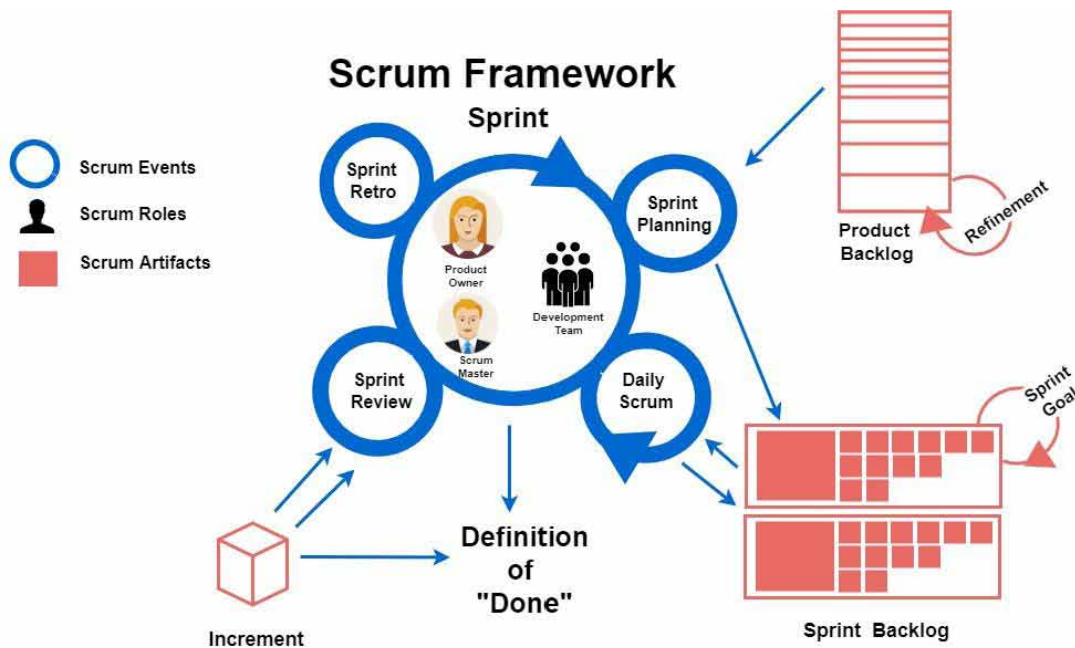 Scrum Framework
Sprint
Scrum Events
Scrum Roles
Scrum Artifacts
Sprint
Retro
Sprint
Planning
Product
Owner
Development
Team
Scrum
Master
Sprint
Review
Daily
Scrum
Product
Backlog
Refinement
Sprint
Goal
Definition
of
"Done"
Increment
Sprint Backlog